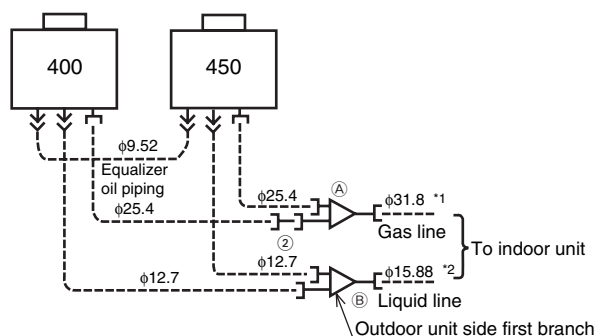 400
450
ϕ9.52
Equalizer
oil piping
ϕ25.4
ϕ25.4
Ⓐ
ϕ31.8 *1
Gas line
②
To indoor unit
ϕ12.7
ϕ12.7
Ⓑ
ϕ15.88 *2
Liquid line
Outdoor unit side first branch